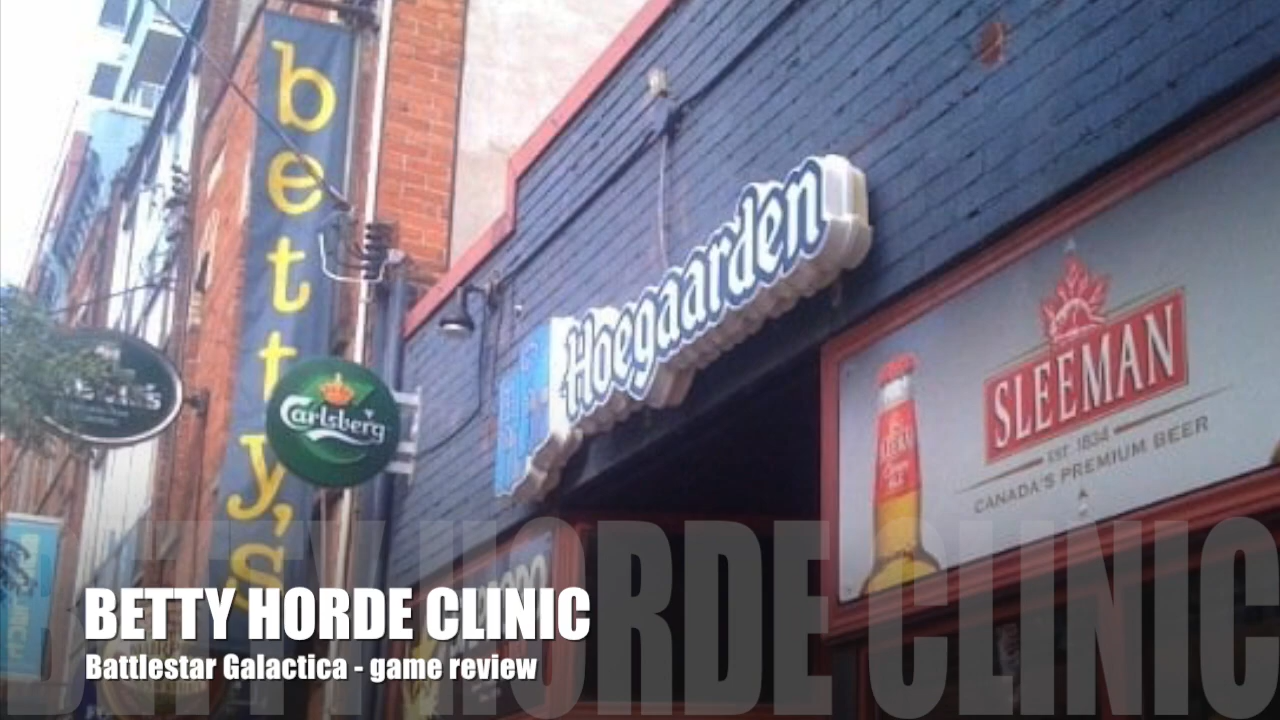 betty's
Carlsberg
Hoegaarden
SLEEMAN
EST. 1834
CANADA'S PREMIUM BEER
BETTY HORDE CLINIC
BETTY HORDE CLINIC
Battlestar Galactica - game review